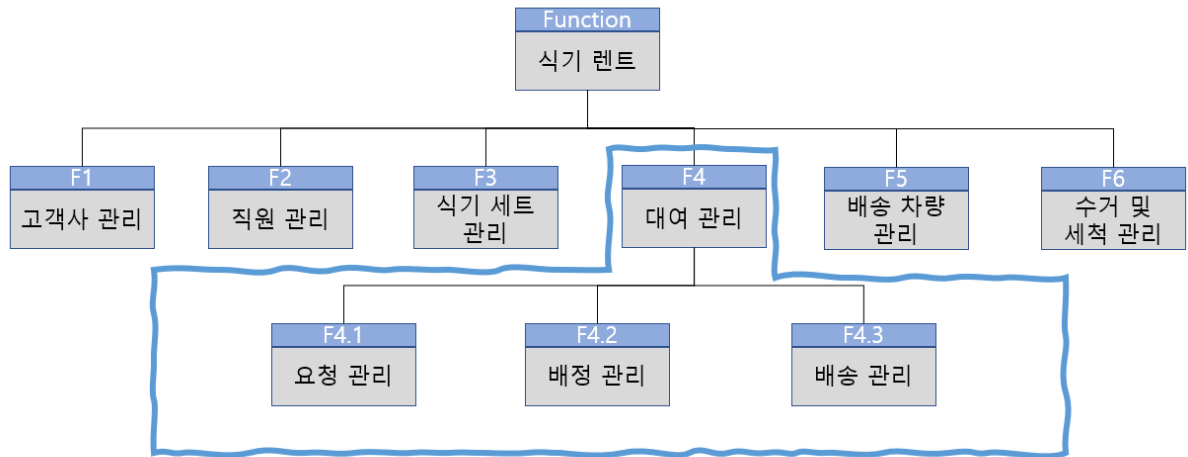 Function
식기 렌트
F1
고객사 관리
F2
직원 관리
F3
식기 세트
관리
F4
대여 관리
F5
배송 차량
관리
F6
수거 및
세척 관리
F4.1
요청 관리
F4.2
배정 관리
F4.3
배송 관리